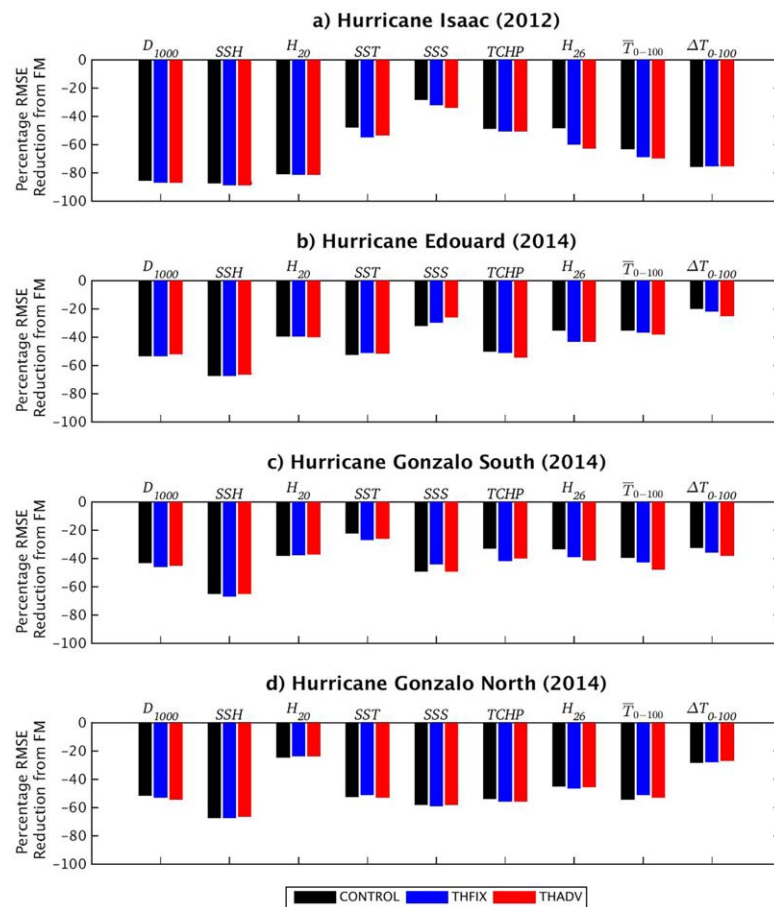 a) Hurricane Isaac (2012)
D1000 SSH H20 SST SSS TCHP H26 T̅0−100 ΔT0-100
Percentage RMSE
Reduction from FM
0
−20
−40
−60
−80
−100
b) Hurricane Edouard (2014)
D1000 SSH H20 SST SSS TCHP H26 T̅0−100 ΔT0-100
Percentage RMSE
Reduction from FM
0
−20
−40
−60
−80
−100
c) Hurricane Gonzalo South (2014)
D1000 SSH H20 SST SSS TCHP H26 T̅0−100 ΔT0-100
Percentage RMSE
Reduction from FM
0
−20
−40
−60
−80
−100
d) Hurricane Gonzalo North (2014)
D1000 SSH H20 SST SSS TCHP H26 T̅0−100 ΔT0-100
Percentage RMSE
Reduction from FM
0
−20
−40
−60
−80
−100
CONTROL THFIX THADV